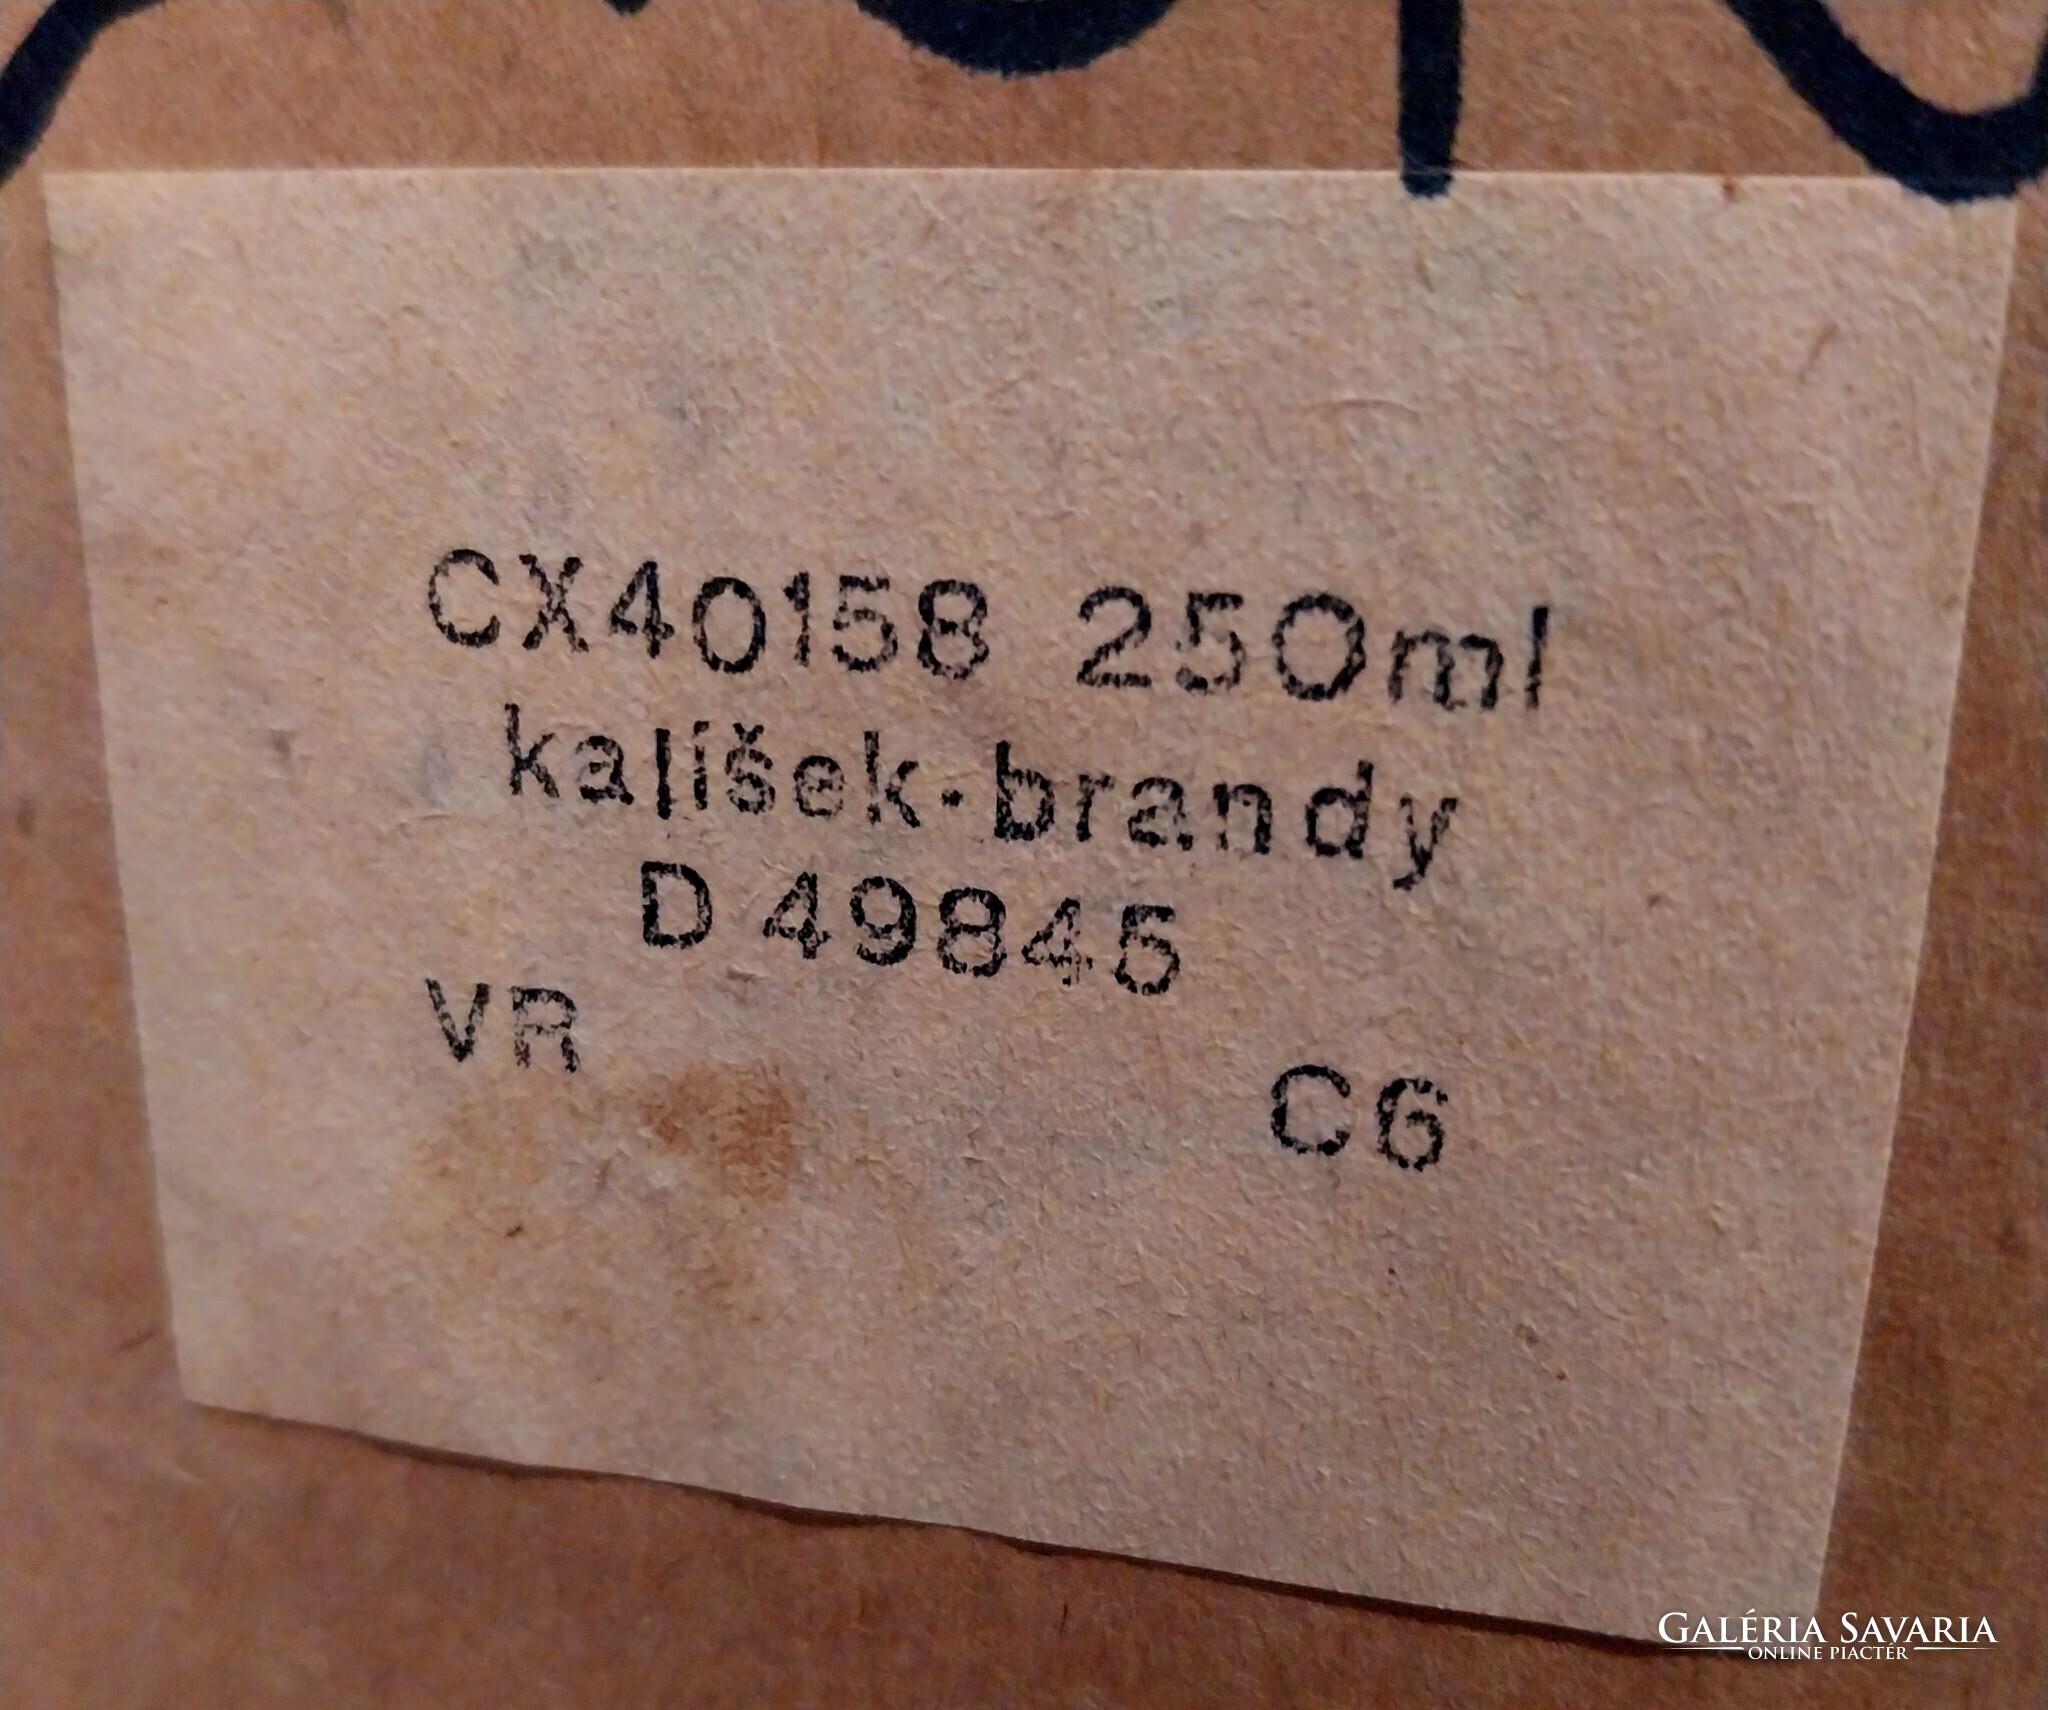 CX40158 250ml
kalíšek-brandy
D 49845
VR C6
GALÉRIA SAVARIA
ONLINE PIACTÉR